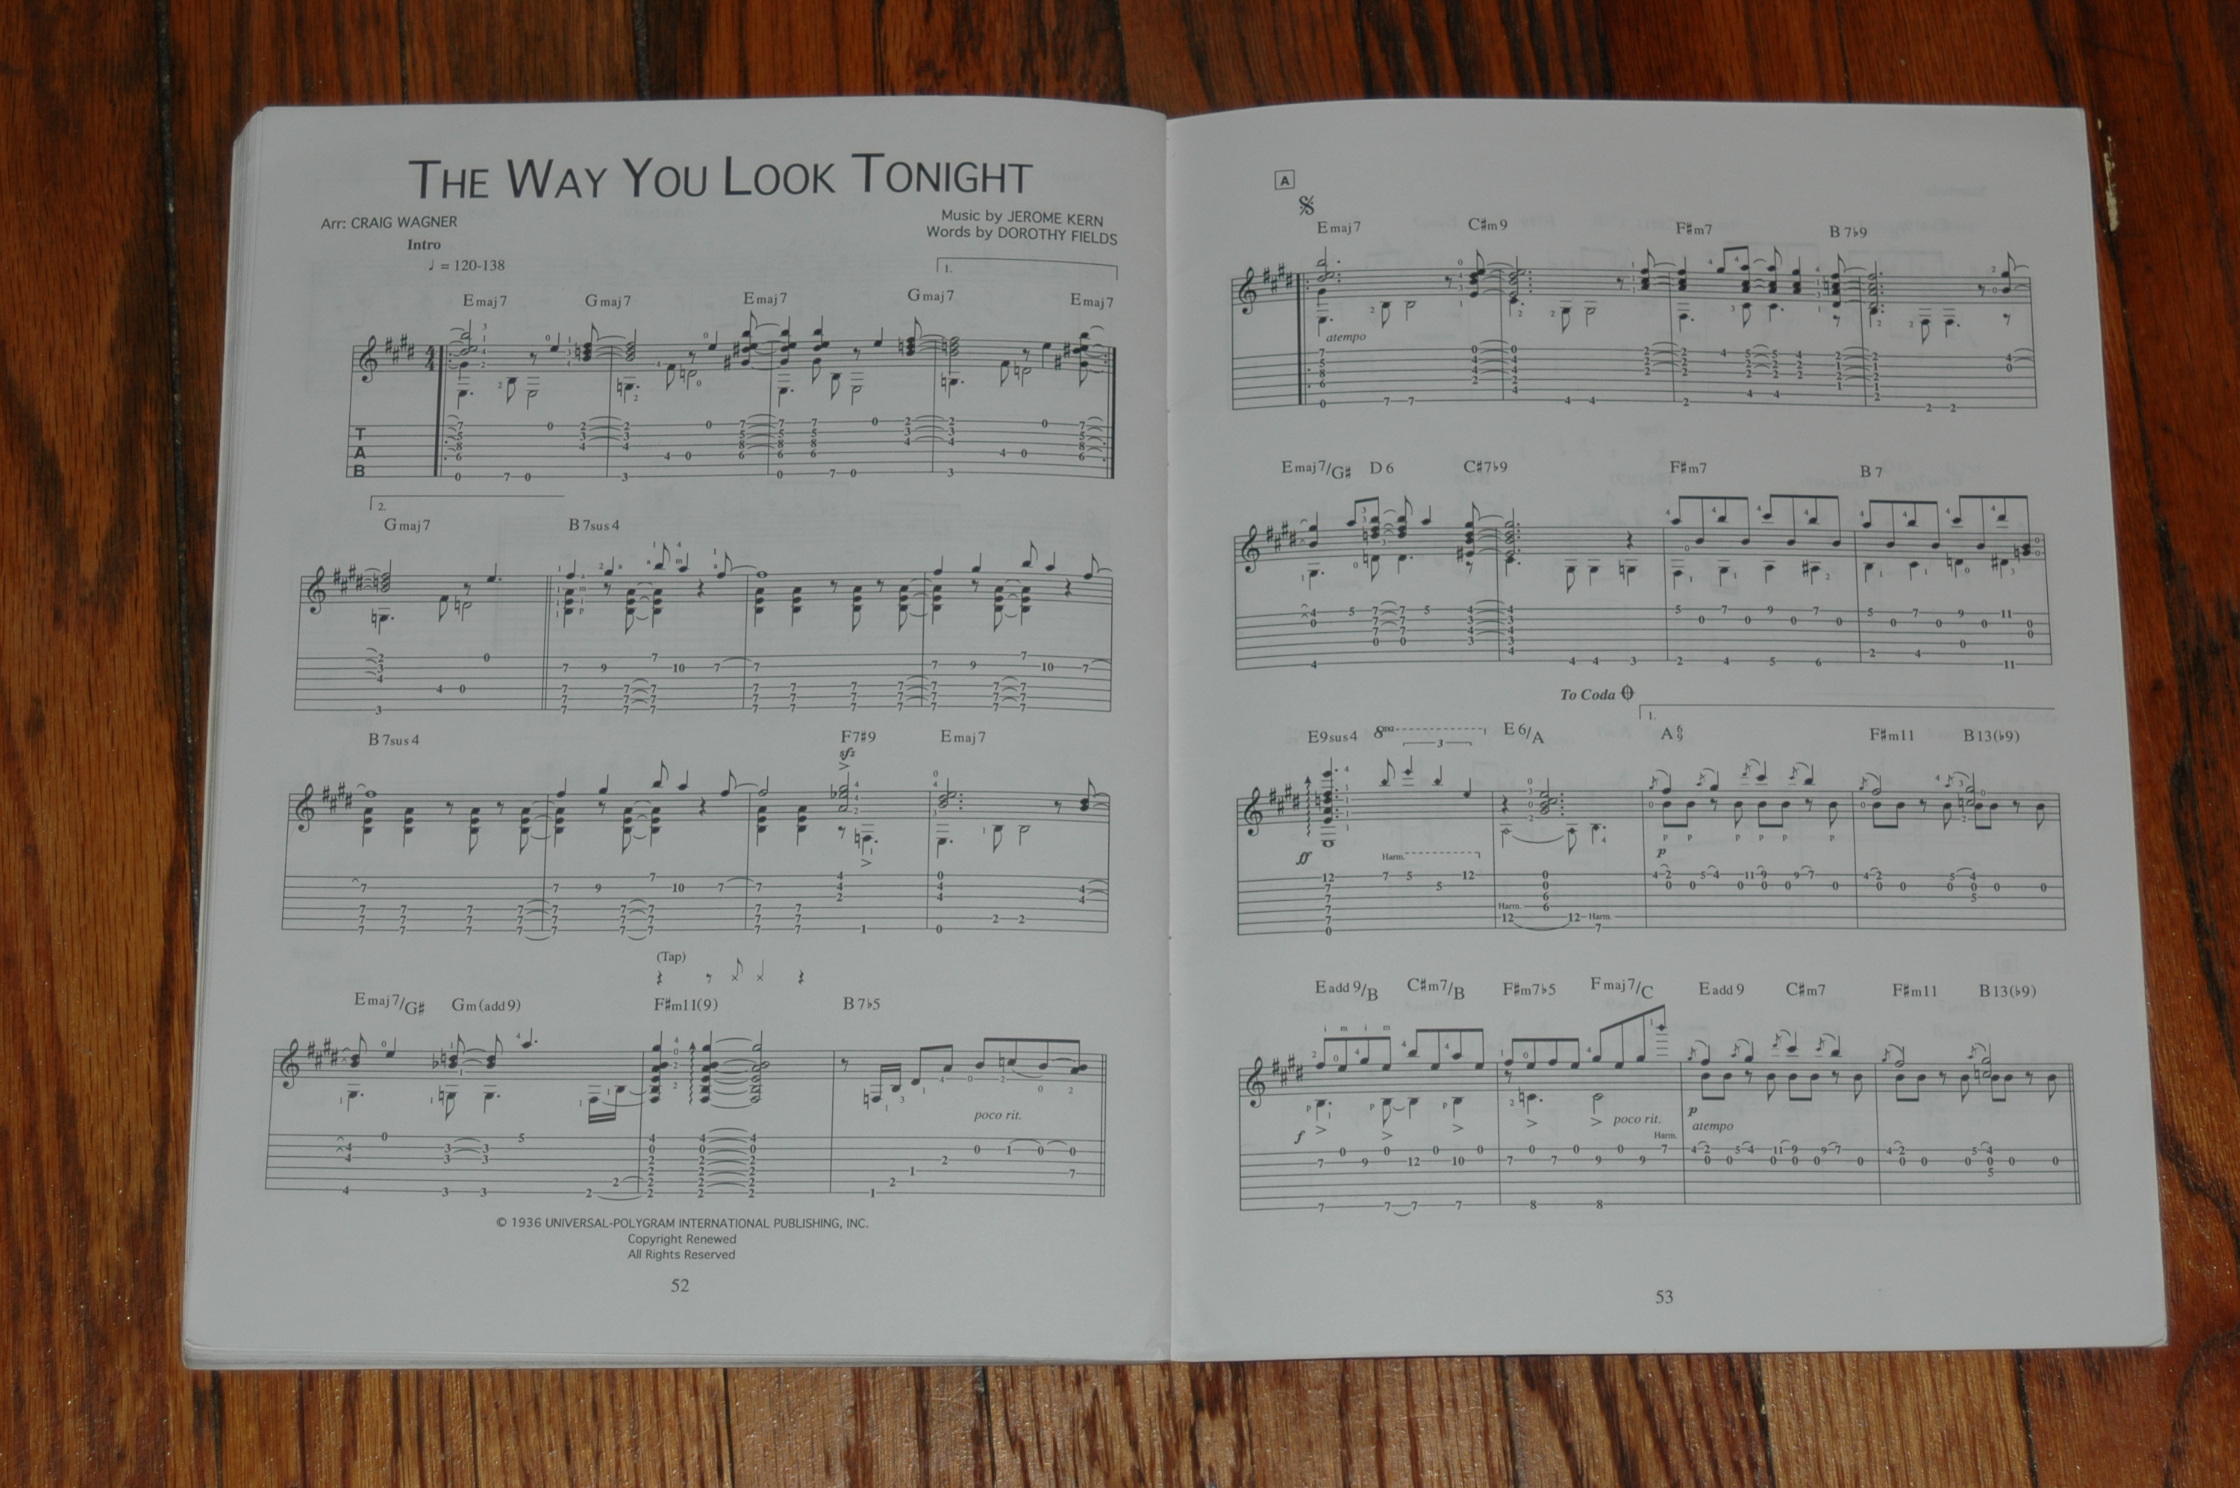 THE WAY YOU LOOK TONIGHT
Arr: CRAIG WAGNER
Music by JEROME KERN
Words by DOROTHY FIELDS
Intro
♩ = 120-138
1.
Emaj7 Gmaj7 Emaj7 Gmaj7 Emaj7
T
A
B
2.
Gmaj7 B7sus4
B7sus4 F7♯9 Emaj7
sfz
(Tap)
Emaj7/G♯ Gm(add9) F♯m11(9) B7♭5
poco rit.
© 1936 UNIVERSAL-POLYGRAM INTERNATIONAL PUBLISHING, INC.
Copyright Renewed
All Rights Reserved
52
A
Emaj7 C♯m9 F♯m7 B7♭9
atempo
Emaj7/G♯ D6 C♯7♭9 F♯m7 B7
To Coda
1.
E9sus4 8va E6/A A6/9 F♯m11 B13(♭9)
3
ff Harm. p
Harm. Harm.
Eadd9/B C♯m7/B F♯m7♭5 Fmaj7/C Eadd9 C♯m7 F♯m11 B13(♭9)
i m i m
f poco rit. p
Harm. atempo
53